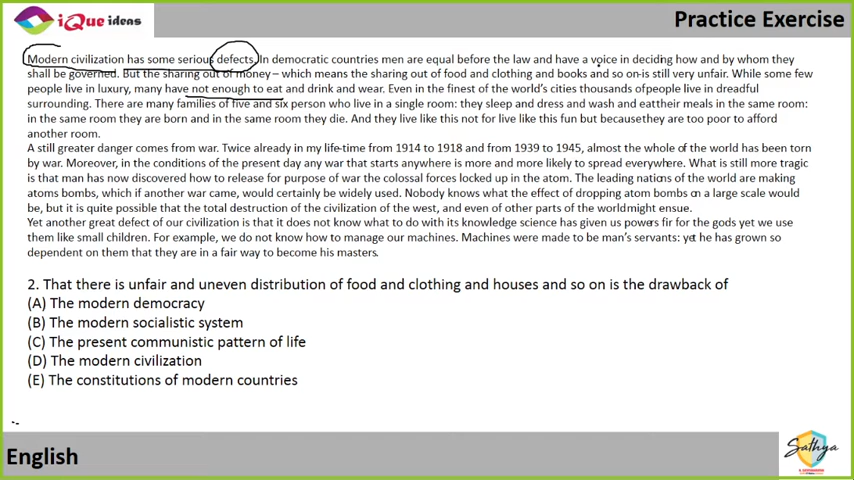 iQue ideas
Practice Exercise
Modern civilization has some serious defects. In democratic countries men are equal before the law and have a voice in deciding how and by whom they
shall be governed. But the sharing out of money – which means the sharing out of food and clothing and books and so on-is still very unfair. While some few
people live in luxury, many have not enough to eat and drink and wear. Even in the finest of the world's cities thousands of people live in dreadful
surrounding. There are many families of five and six person who live in a single room: they sleep and dress and wash and eattheir meals in the same room:
in the same room they are born and in the same room they die. And they live like this not for live like this fun but becausethey are too poor to afford
another room.
A still greater danger comes from war. Twice already in my life-time from 1914 to 1918 and from 1939 to 1945, almost the whole of the world has been torn
by war. Moreover, in the conditions of the present day any war that starts anywhere is more and more likely to spread everywhere. What is still more tragic
is that man has now discovered how to release for purpose of war the colossal forces locked up in the atom. The leading nations of the world are making
atoms bombs, which if another war came, would certainly be widely used. Nobody knows what the effect of dropping atom bombs on a large scale would
be, but it is quite possible that the total destruction of the civilization of the west, and even of other parts of the world might ensue.
Yet another great defect of our civilization is that it does not know what to do with its knowledge science has given us powers fir for the gods yet we use
them like small children. For example, we do not know how to manage our machines. Machines were made to be man's servants: yet he has grown so
dependent on them that they are in a fair way to become his masters.
2. That there is unfair and uneven distribution of food and clothing and houses and so on is the drawback of
(A) The modern democracy
(B) The modern socialistic system
(C) The present communistic pattern of life
(D) The modern civilization
(E) The constitutions of modern countries
English
Sathya